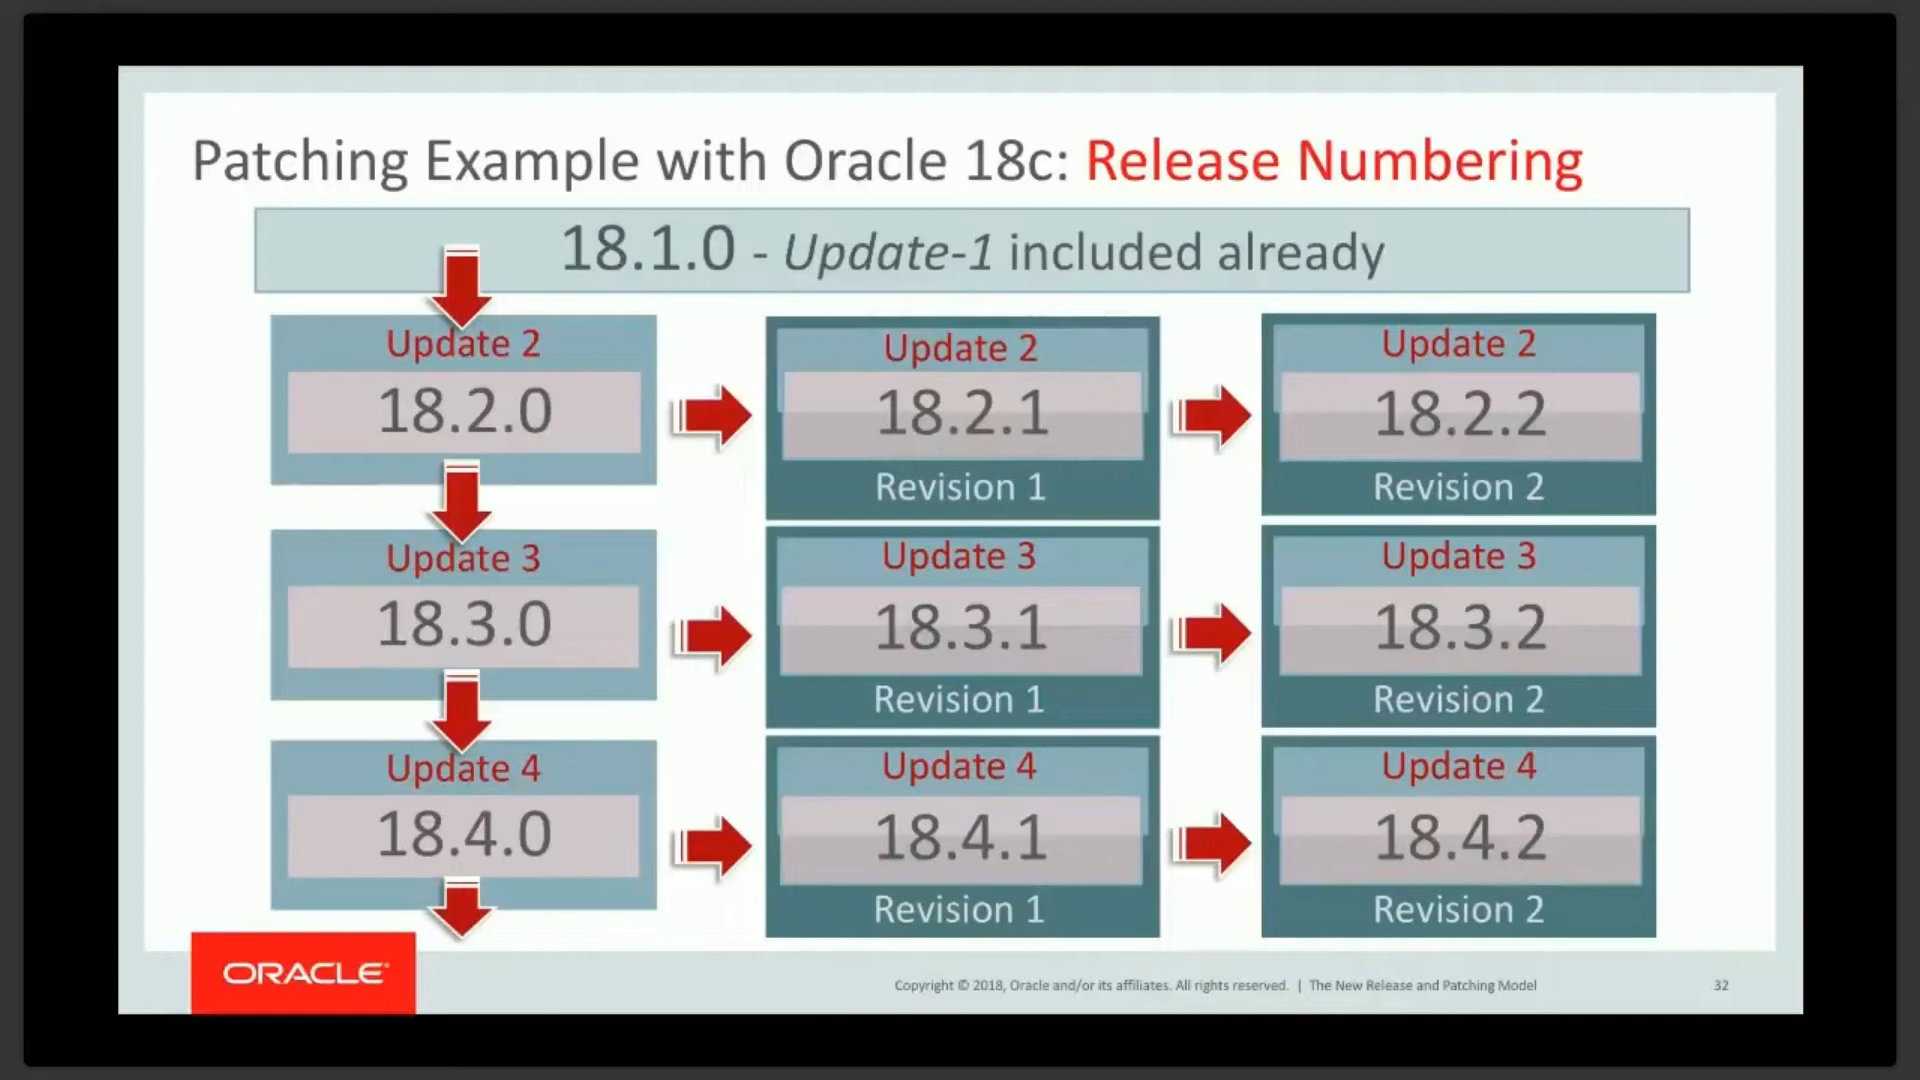 Patching Example with Oracle 18c: Release Numbering
18.1.0 - Update-1 included already
Update 2
18.2.0
Update 2
18.2.1
Revision 1
Update 2
18.2.2
Revision 2
Update 3
18.3.0
Update 3
18.3.1
Revision 1
Update 3
18.3.2
Revision 2
Update 4
18.4.0
Update 4
18.4.1
Revision 1
Update 4
18.4.2
Revision 2
ORACLE®
Copyright © 2018, Oracle and/or its affiliates. All rights reserved. | The New Release and Patching Model 32